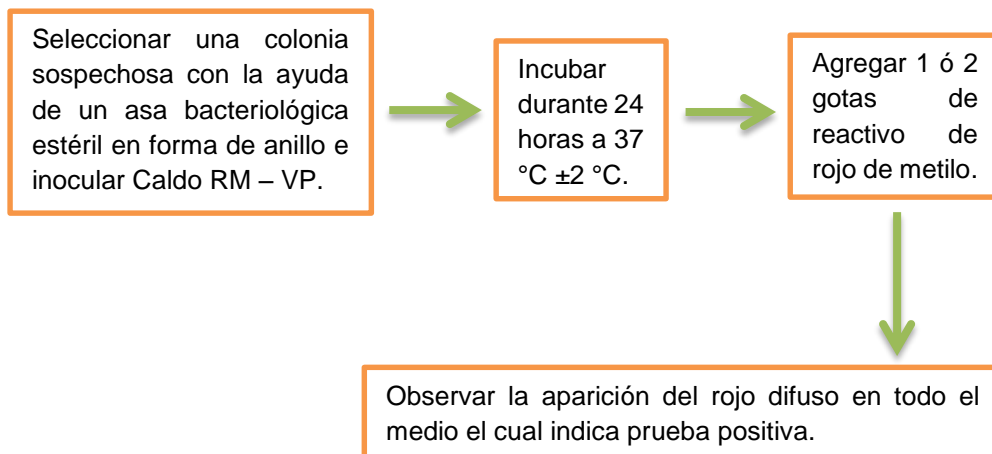 Seleccionar una colonia
sospechosa con la ayuda
de un asa bacteriológica
estéril en forma de anillo e
inocular Caldo RM – VP.
Incubar
durante 24
horas a 37
°C ±2 °C.
Agregar 1 ó 2
gotas de
reactivo de
rojo de metilo.
Observar la aparición del rojo difuso en todo el
medio el cual indica prueba positiva.